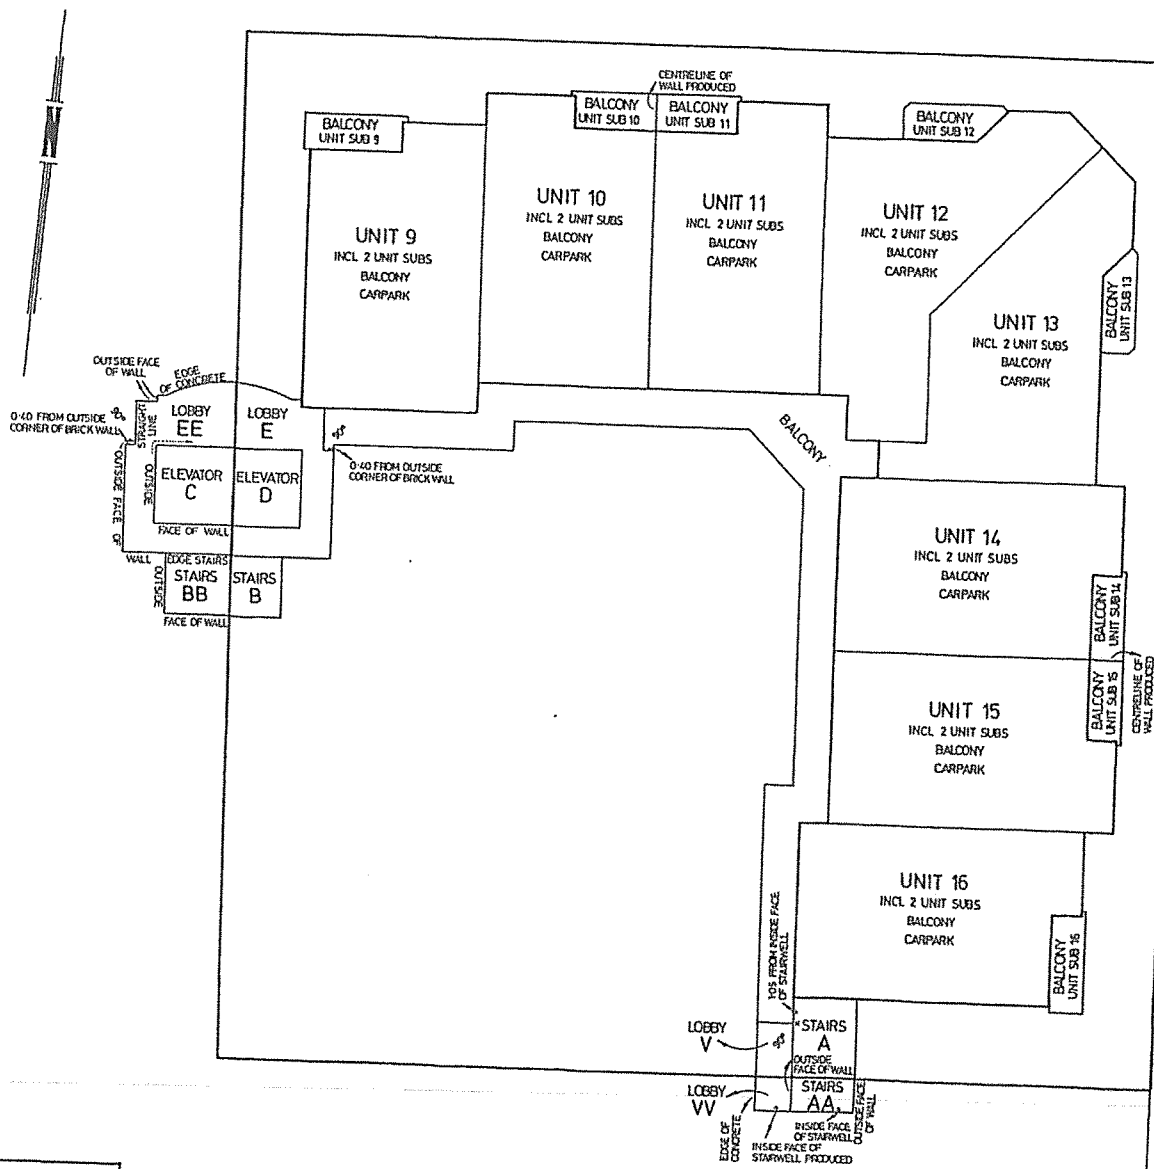 N
CENTRELINE OF
WALL PRODUCED
BALCONY
UNIT SUB 9
BALCONY
UNIT SUB 10
BALCONY
UNIT SUB 11
BALCONY
UNIT SUB 12
UNIT 9
INCL 2 UNIT SUBS
BALCONY
CARPARK
UNIT 10
INCL 2 UNIT SUBS
BALCONY
CARPARK
UNIT 11
INCL 2 UNIT SUBS
BALCONY
CARPARK
UNIT 12
INCL 2 UNIT SUBS
BALCONY
CARPARK
UNIT 13
INCL 2 UNIT SUBS
BALCONY
CARPARK
BALCONY
UNIT SUB 13
OUTSIDE FACE
OF WALL
EDGE
OF CONCRETE
0·40 FROM OUTSIDE
CORNER OF BRICK WALL
STRAIGHT
LINE
LOBBY
EE
LOBBY
E
0·40 FROM OUTSIDE
CORNER OF BRICK WALL
BALCONY
OUTSIDE FACE OF
WALL
OUTSIDE
ELEVATOR
C
ELEVATOR
D
FACE OF WALL
EDGE STAIRS
STAIRS
BB
STAIRS
B
OUTSIDE
FACE OF WALL
UNIT 14
INCL 2 UNIT SUBS
BALCONY
CARPARK
BALCONY
UNIT SUB 14
UNIT 15
INCL 2 UNIT SUBS
BALCONY
CARPARK
BALCONY
UNIT SUB 15
CENTRELINE OF
WALL PRODUCED
UNIT 16
INCL 2 UNIT SUBS
BALCONY
CARPARK
BALCONY
UNIT SUB 16
FROM INSIDE FACE
OF STAIRWELL
LOBBY
V
STAIRS
A
OUTSIDE
FACE OF WALL
LOBBY
VV
STAIRS
AA
OUTSIDE FACE
OF WALL
EDGE OF
CONCRETE
INSIDE FACE
OF STAIRWELL
INSIDE FACE OF
STAIRWELL PRODUCED